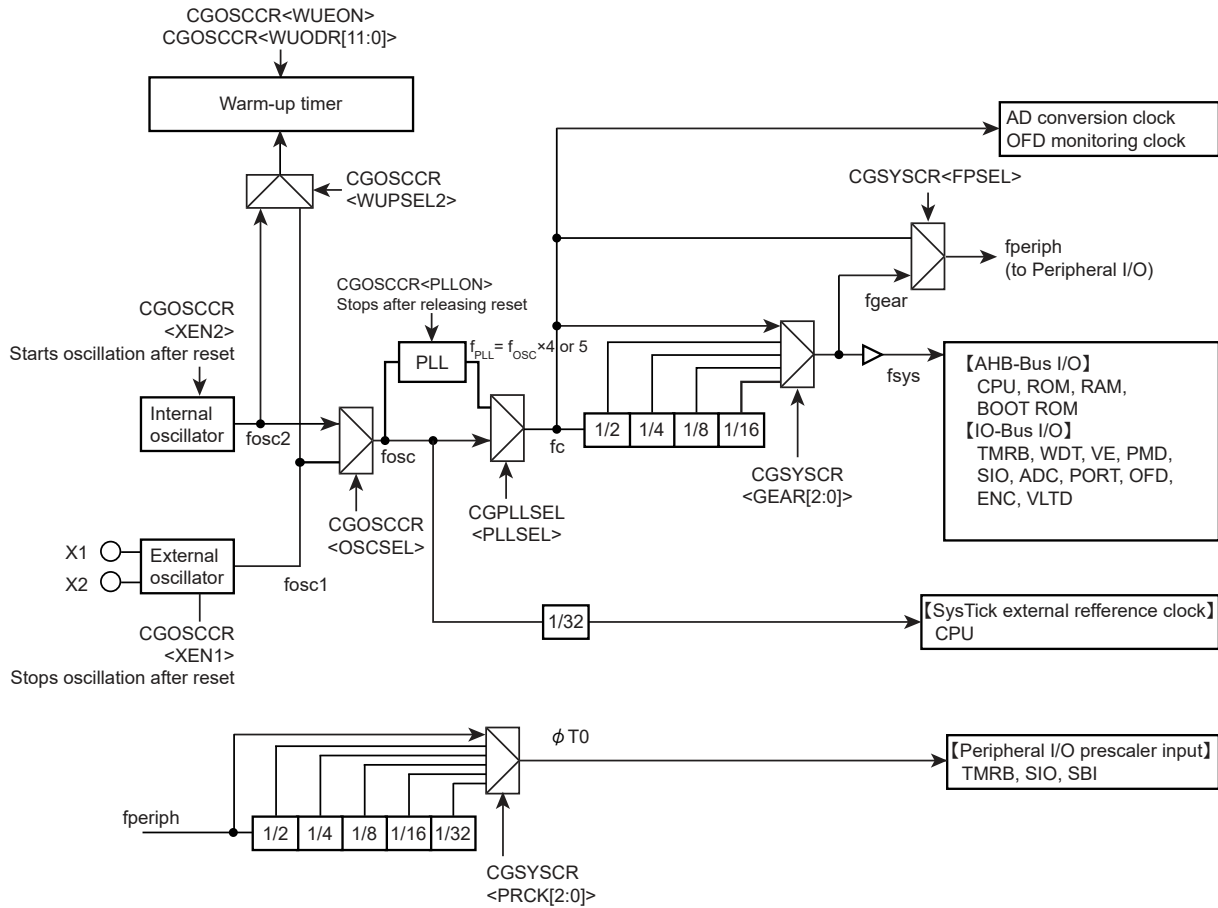 CGOSCCR<WUEON>
CGOSCCR<WUODR[11:0]>
Warm-up timer
AD conversion clock
OFD monitoring clock
CGOSCCR
<WUPSEL2>
CGSYSCR<FPSEL>
fperiph
(to Peripheral I/O)
CGOSCCR<PLLON>
Stops after releasing reset
fgear
CGOSCCR
<XEN2>
Starts oscillation after reset
PLL
fPLL= fOSC×4 or 5
fsys
【AHB-Bus I/O】
CPU, ROM, RAM,
BOOT ROM
【IO-Bus I/O】
TMRB, WDT, VE, PMD,
SIO, ADC, PORT, OFD,
ENC, VLTD
Internal
oscillator
fosc2
fosc
fc
1/2 1/4 1/8 1/16
CGSYSCR
<GEAR[2:0]>
CGOSCCR
<OSCSEL>
CGPLLSEL
<PLLSEL>
X1
X2
External
oscillator
fosc1
CGOSCCR
<XEN1>
Stops oscillation after reset
1/32
【SysTick external refference clock】
CPU
ϕT0
【Peripheral I/O prescaler input】
TMRB, SIO, SBI
fperiph
1/2 1/4 1/8 1/16 1/32
CGSYSCR
<PRCK[2:0]>